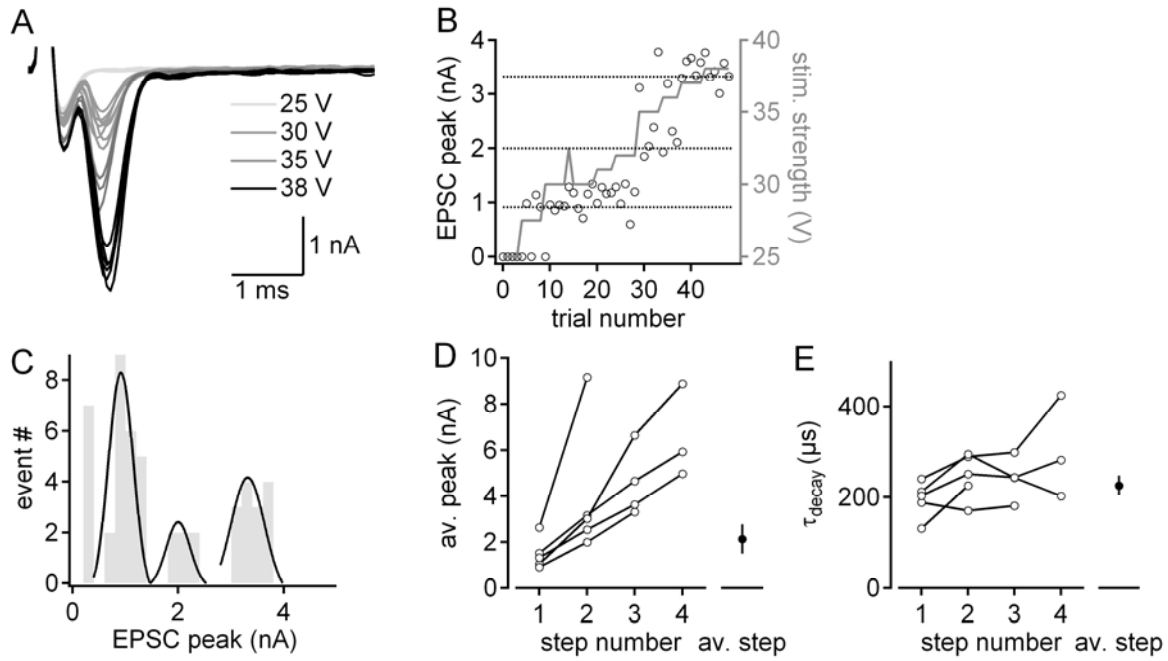 A
25 V
30 V
35 V
38 V
1 nA
1 ms
B
EPSC peak (nA)
4
3
2
1
0
40
35
30
25
stim. strength (V)
0 10 20 30 40
trial number
C
event #
8
6
4
2
0
0 2 4
EPSC peak (nA)
D
av. peak (nA)
10
8
6
4
2
0
1 2 3 4
step number av. step
E
τdecay (µs)
400
200
0
1 2 3 4
step number av. step